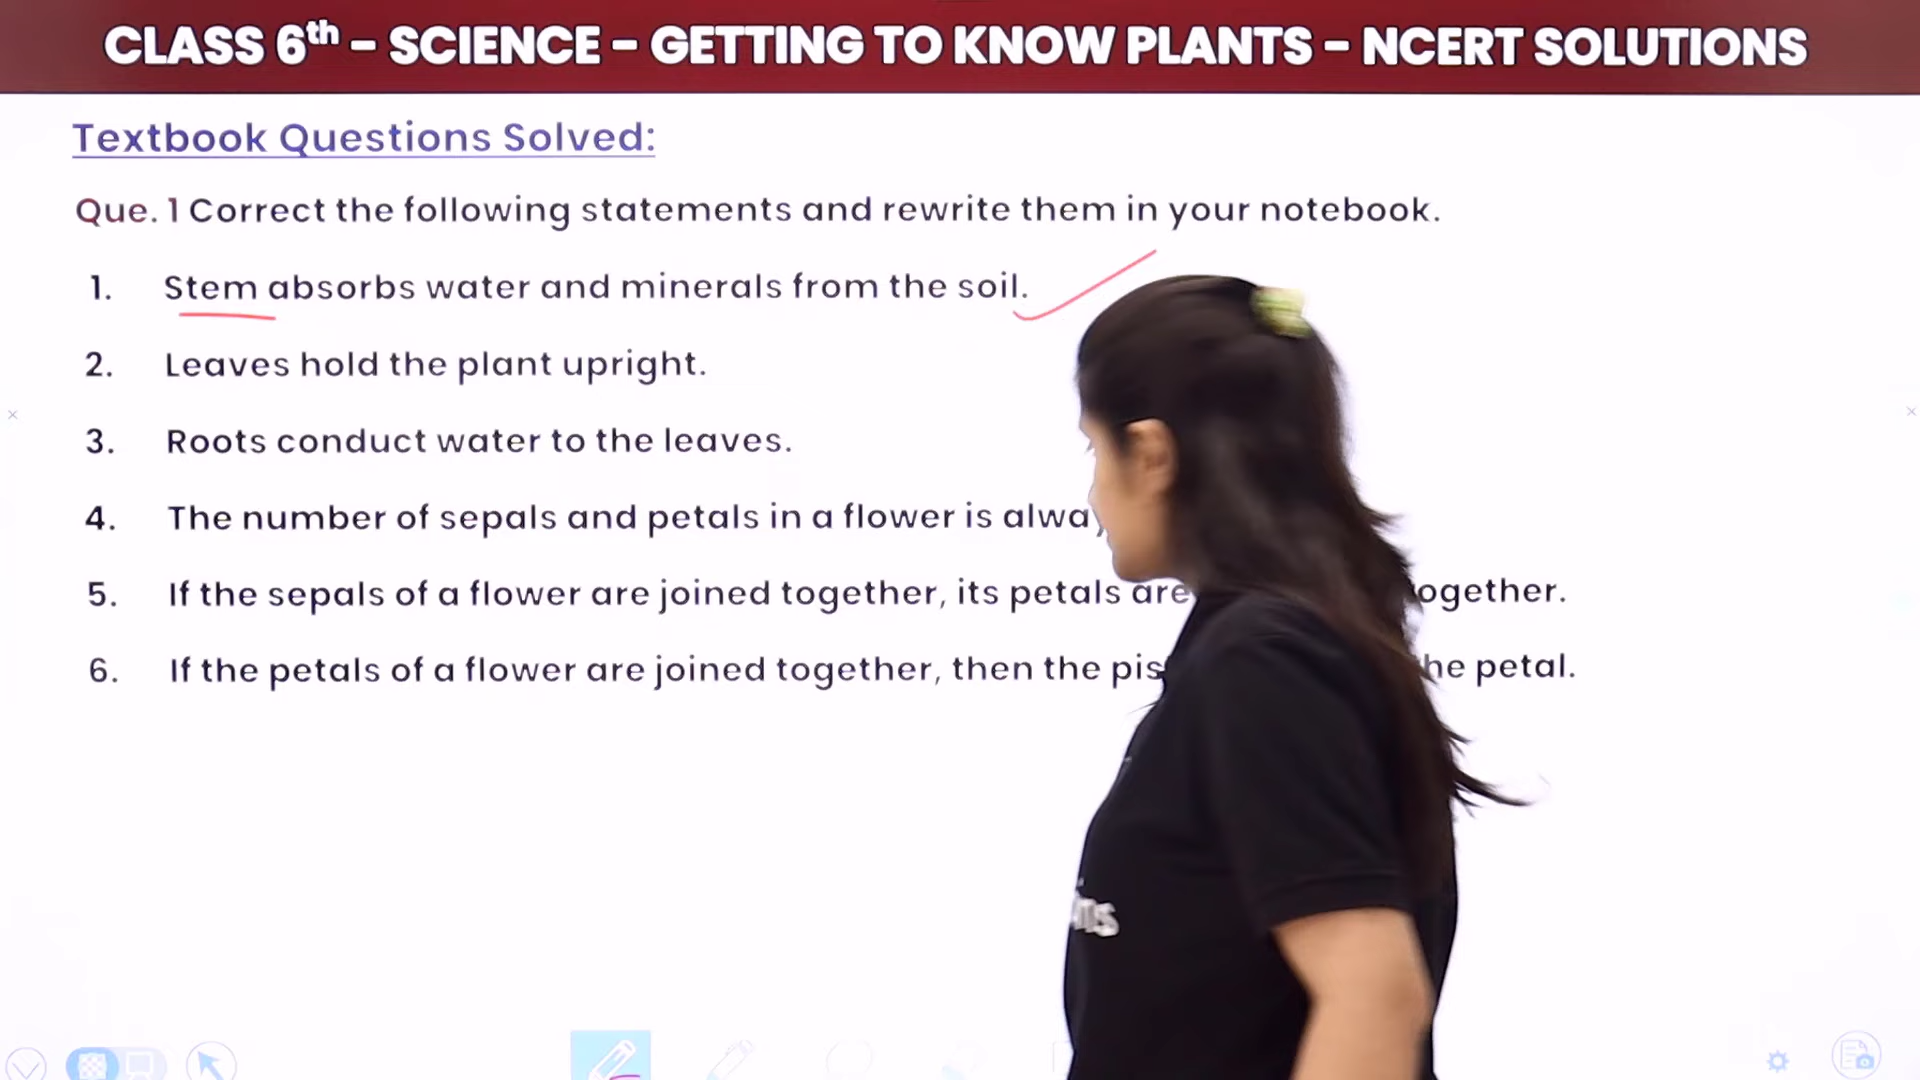 CLASS 6th – SCIENCE – GETTING TO KNOW PLANTS – NCERT SOLUTIONS
Textbook Questions Solved:
Que. 1 Correct the following statements and rewrite them in your notebook.
1. Stem absorbs water and minerals from the soil.
2. Leaves hold the plant upright.
3. Roots conduct water to the leaves.
4. The number of sepals and petals in a flower is
5. If the sepals of a flower are joined together, its petals are
6. If the petals of a flower are joined together, then the petal.